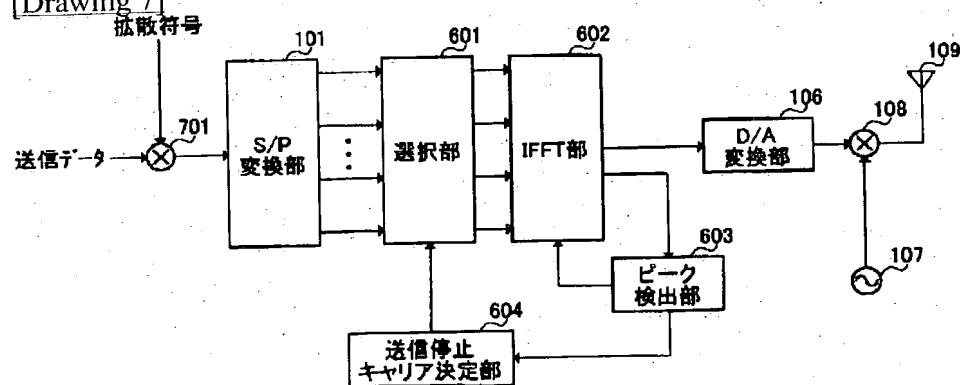 [Drawing 7]
拡散符号
701
送信データ
101
S/P
変換部
601
選択部
602
IFFT部
106
D/A
変換部
108
109
107
603
ピーク
検出部
604
送信停止
キャリア決定部